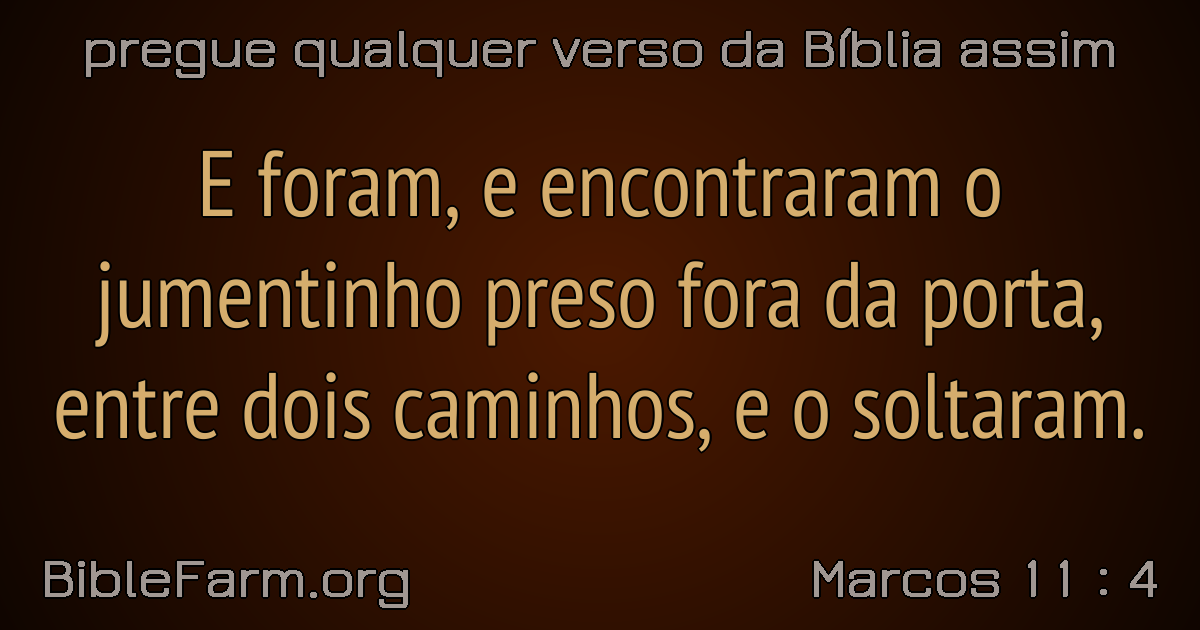 pregue qualquer verso da Bíblia assim
E foram, e encontraram o
jumentinho preso fora da porta,
entre dois caminhos, e o soltaram.
BibleFarm.org
Marcos 11 : 4